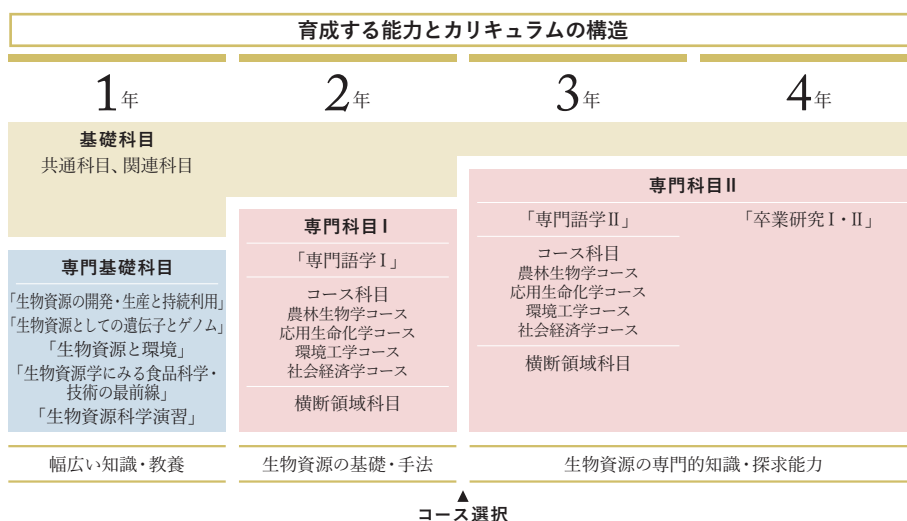 育成する能力とカリキュラムの構造
1年
2年
3年
4年
基礎科目
共通科目、関連科目
専門基礎科目
「生物資源の開発・生産と持続利用」
「生物資源としての遺伝子とゲノム」
「生物資源と環境」
「生物資源学にみる食品科学・
技術の最前線」
「生物資源科学演習」
専門科目I
「専門語学I」
コース科目
農林生物学コース
応用生命化学コース
環境工学コース
社会経済学コース
横断領域科目
専門科目II
「専門語学II」
コース科目
農林生物学コース
応用生命化学コース
環境工学コース
社会経済学コース
横断領域科目
「卒業研究I・II」
幅広い知識・教養
生物資源の基礎・手法
生物資源の専門的知識・探求能力
▲
コース選択